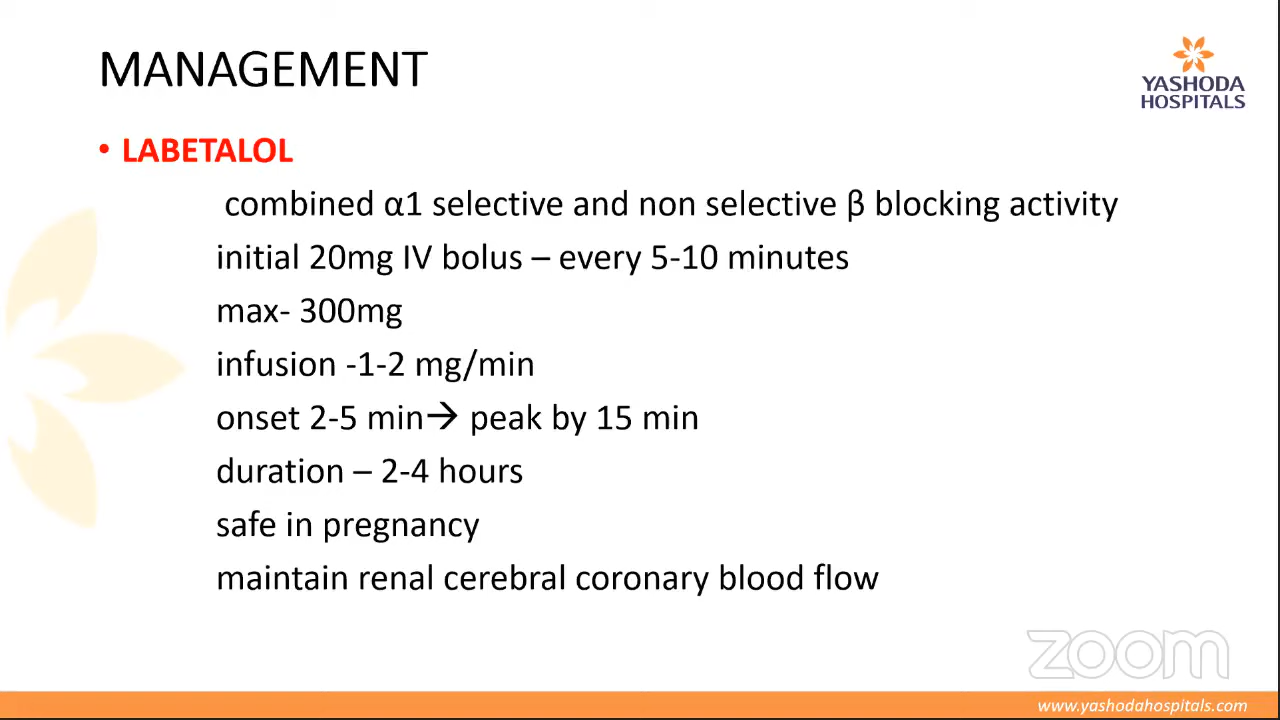 MANAGEMENT
YASHODA
HOSPITALS
• LABETALOL
combined α1 selective and non selective β blocking activity
initial 20mg IV bolus – every 5-10 minutes
max- 300mg
infusion -1-2 mg/min
onset 2-5 min→ peak by 15 min
duration – 2-4 hours
safe in pregnancy
maintain renal cerebral coronary blood flow
zoom
www.yashodahospitals.com